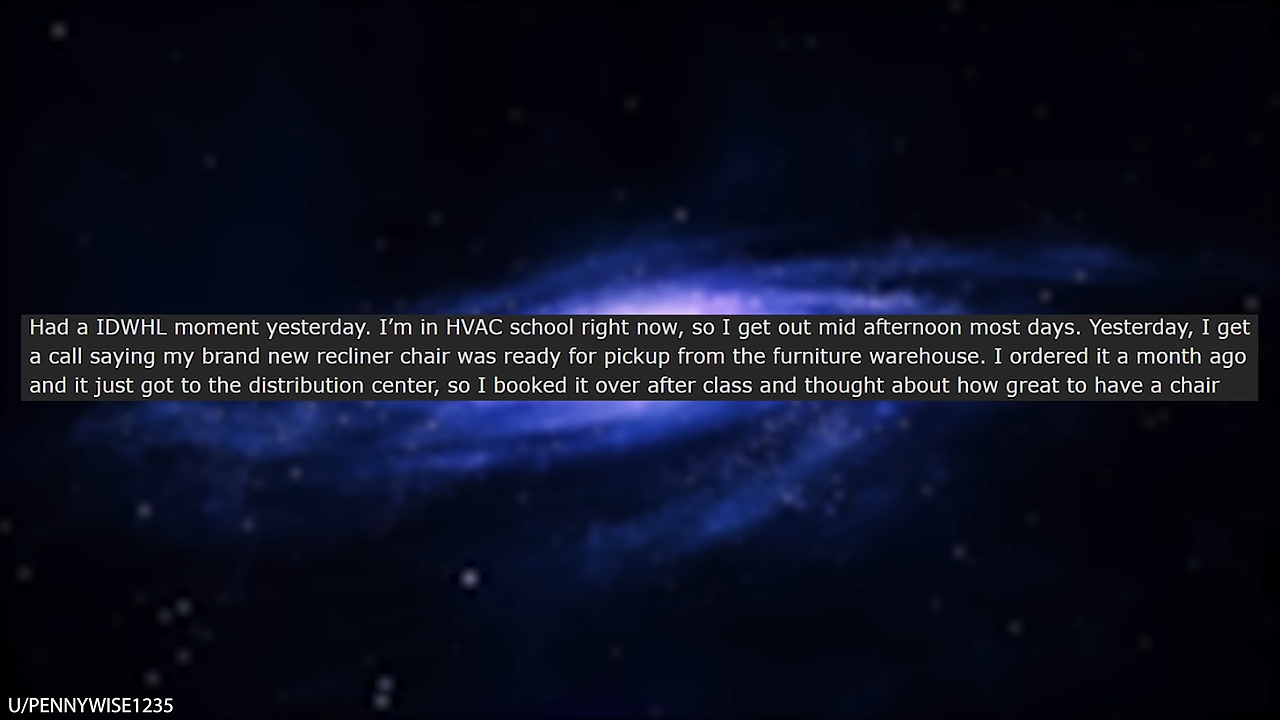 Had a IDWHL moment yesterday. I’m in HVAC school right now, so I get out mid afternoon most days. Yesterday, I get
a call saying my brand new recliner chair was ready for pickup from the furniture warehouse. I ordered it a month ago
and it just got to the distribution center, so I booked it over after class and thought about how great to have a chair
U/PENNYWISE1235